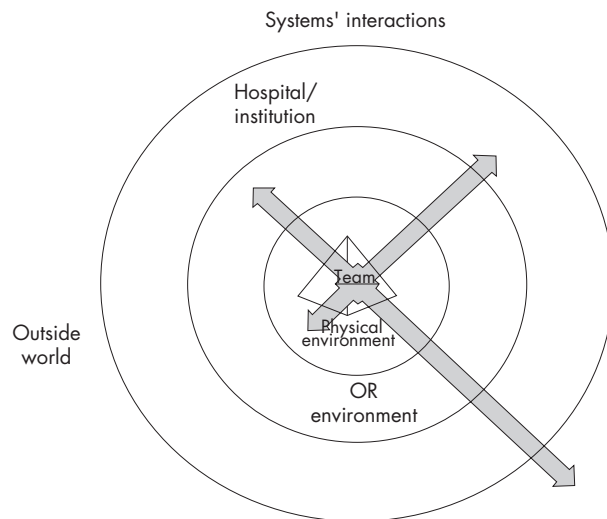 Systems' interactions
Hospital/
institution
Team
Physical
environment
Outside
world
OR
environment